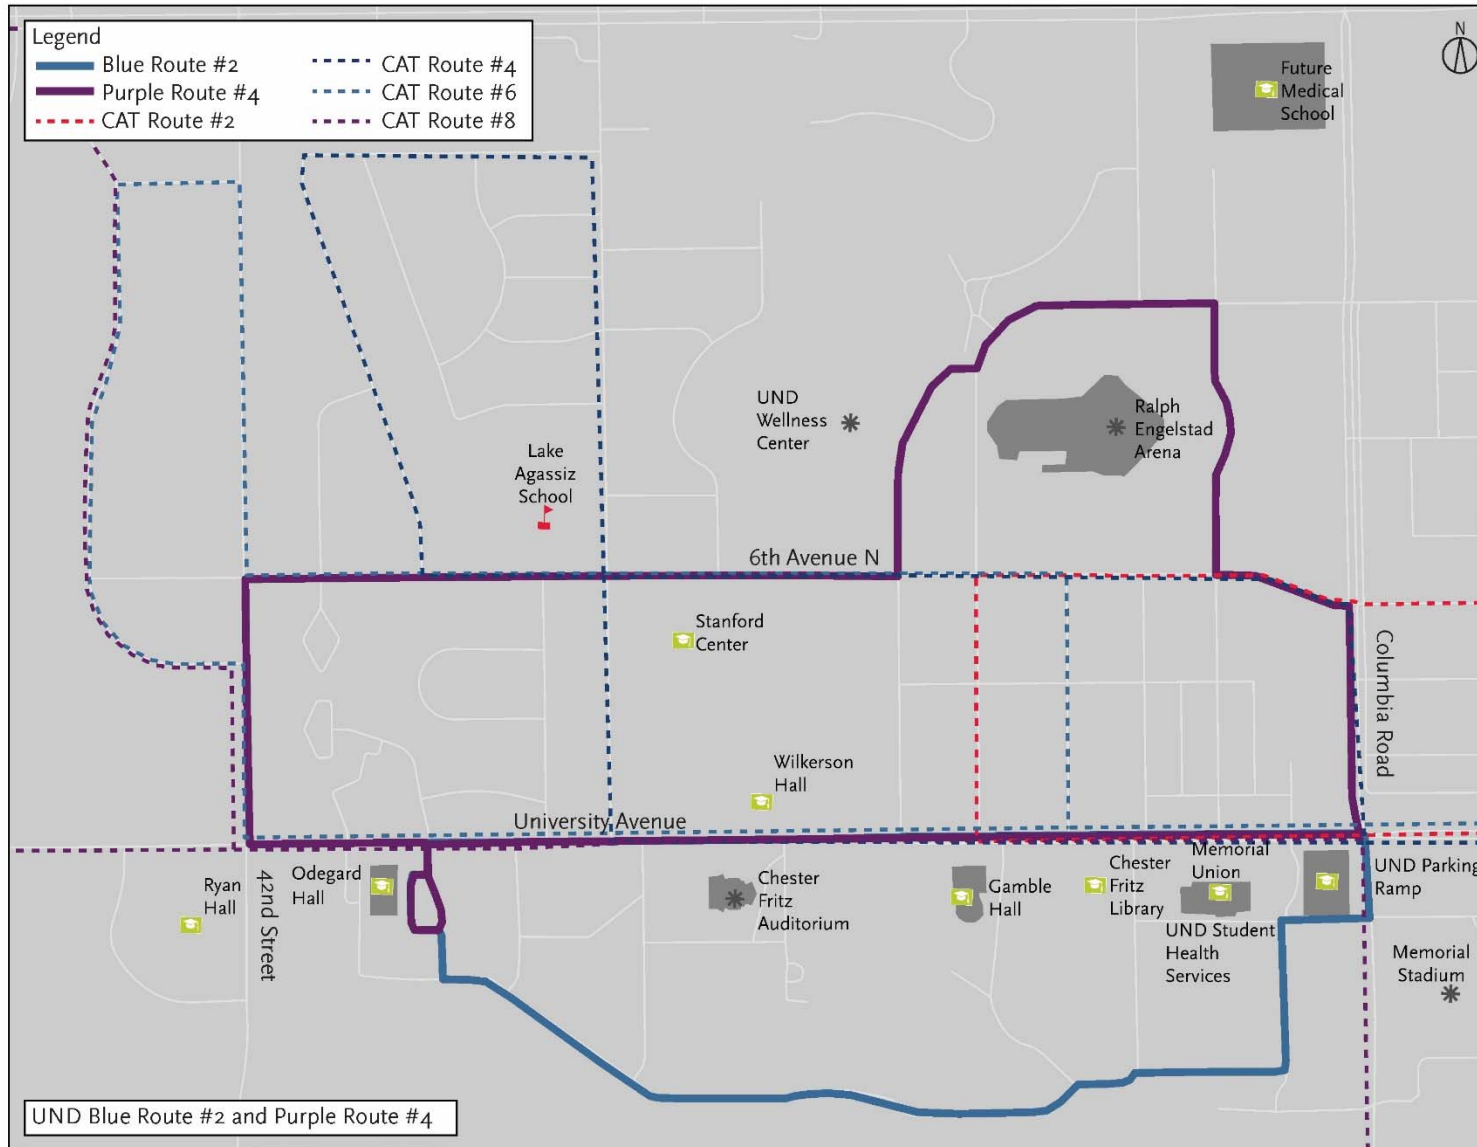 Legend
Blue Route #2
Purple Route #4
CAT Route #2
CAT Route #4
CAT Route #6
CAT Route #8
N
Future
Medical
School
UND
Wellness
Center
Ralph
Engelstad
Arena
Lake
Agassiz
School
6th Avenue N
Stanford
Center
Columbia Road
Wilkerson
Hall
University Avenue
Ryan
Hall
42nd Street
Odegard
Hall
Chester
Fritz
Auditorium
Gamble
Hall
Chester
Fritz
Library
Memorial
Union
UND Student
Health
Services
UND Parking
Ramp
Memorial
Stadium
UND Blue Route #2 and Purple Route #4